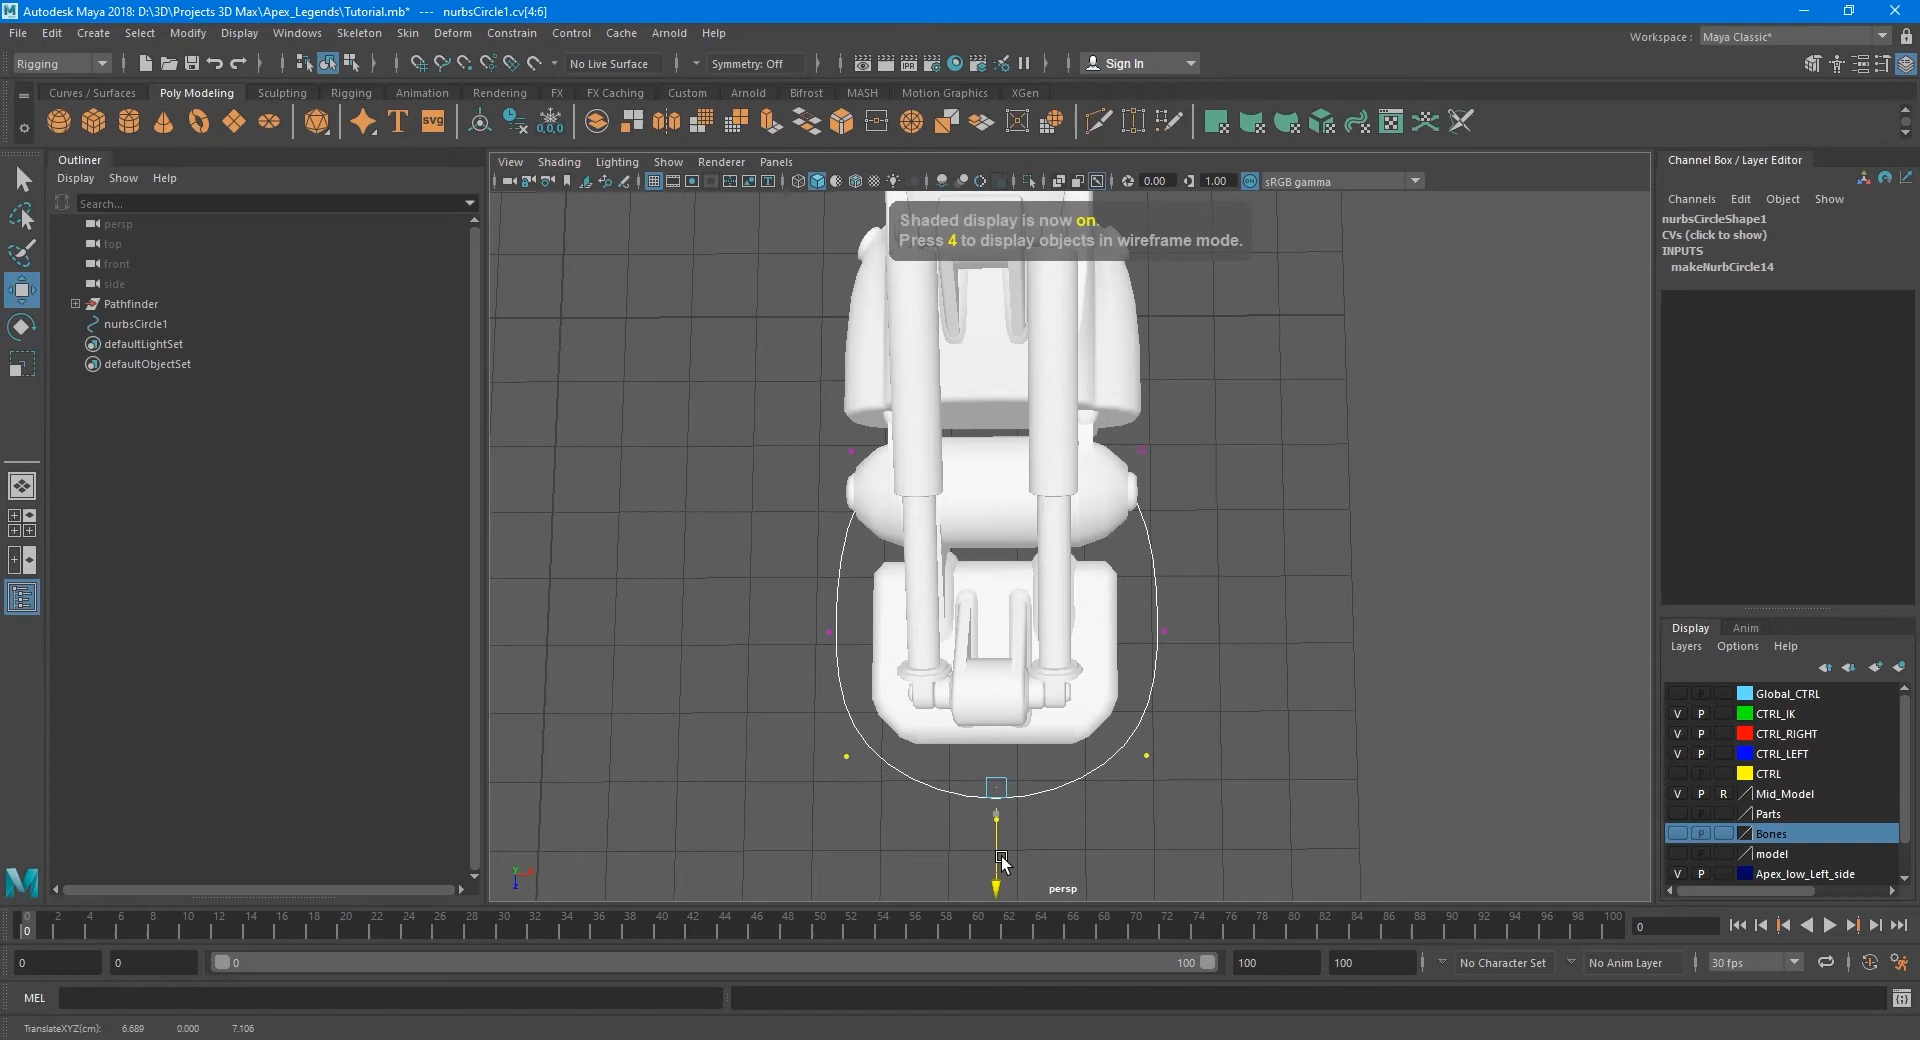 Autodesk Maya 2018: D:\3D\Projects 3D Max\Apex_Legends\Tutorial.mb* --- nurbsCircle1.cv[4:6]
File Edit Create Select Modify Display Windows Skeleton Skin Deform Constrain Control Cache Arnold Help
Workspace : Maya Classic*
Rigging No Live Surface Symmetry: Off Sign In
Curves / Surfaces Poly Modeling Sculpting Rigging Animation Rendering FX FX Caching Custom Arnold Bifrost MASH Motion Graphics XGen
T SVG 0,0,0
Outliner
Display Show Help
Search...
persp
top
front
side
Pathfinder
nurbsCircle1
defaultLightSet
defaultObjectSet
View Shading Lighting Show Renderer Panels
IPR
0.00 1.00 ON sRGB gamma
Shaded display is now on.
Press 4 to display objects in wireframe mode.
persp
Channel Box / Layer Editor
Channels Edit Object Show
nurbsCircleShape1
CVs (click to show)
INPUTS
makeNurbCircle14
Display Anim
Layers Options Help
P Global_CTRL
V P CTRL_IK
V P CTRL_RIGHT
V P CTRL_LEFT
P CTRL
V P R Mid_Model
P Parts
P Bones
P model
V P Apex_low_Left_side
0 2 4 6 8 10 12 14 16 18 20 22 24 26 28 30 32 34 36 38 40 42 44 46 48 50 52 54 56 58 60 62 64 66 68 70 72 74 76 78 80 82 84 86 88 90 92 94 96 98 100
0 0
0 0 0 100 100 100 No Character Set No Anim Layer 30 fps
MEL
TranslateXYZ(cm): 6.689 0.000 7.106